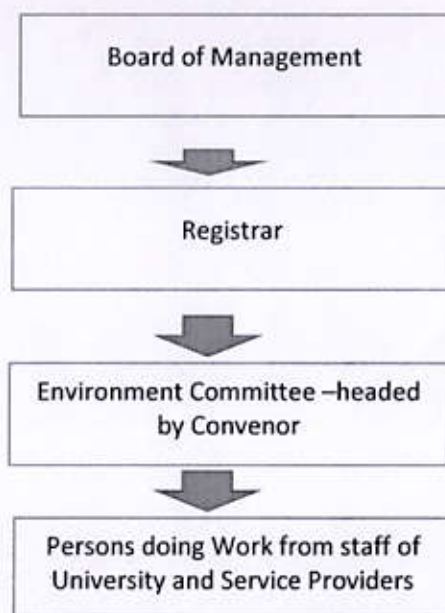 Board of Management
Registrar
Environment Committee –headed
by Convenor
Persons doing Work from staff of
University and Service Providers